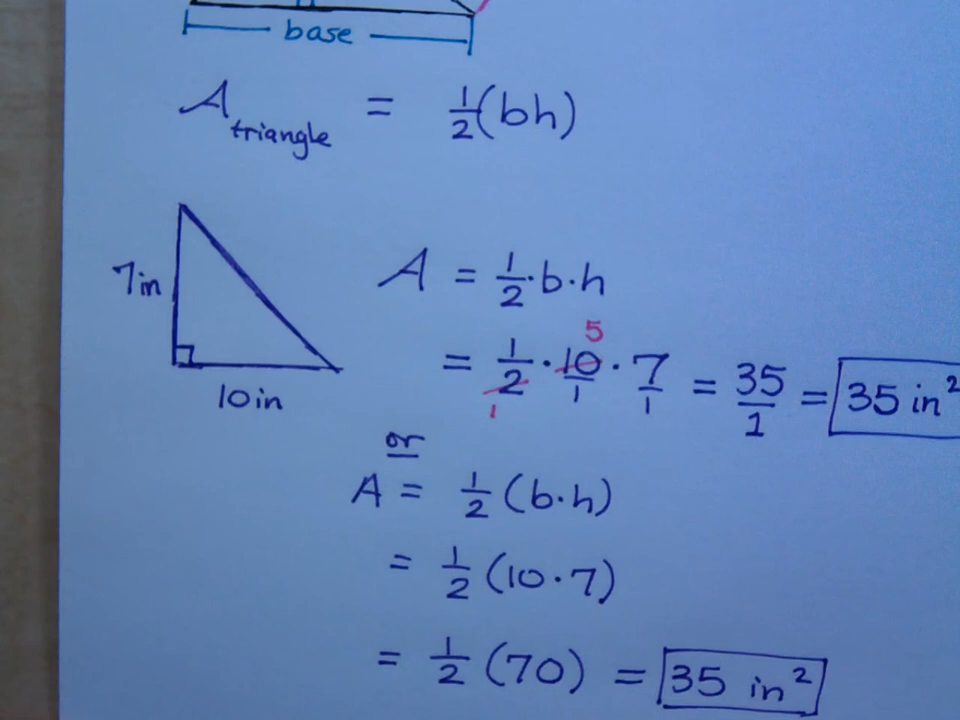 base
A triangle = 1/2 (bh)
7in
10in
A = 1/2 · b · h
5
= 1/2 · 10/1 · 7/1 = 35/1 = 35 in²
1
or
A = 1/2 (b·h)
= 1/2 (10·7)
= 1/2 (70) = 35 in²